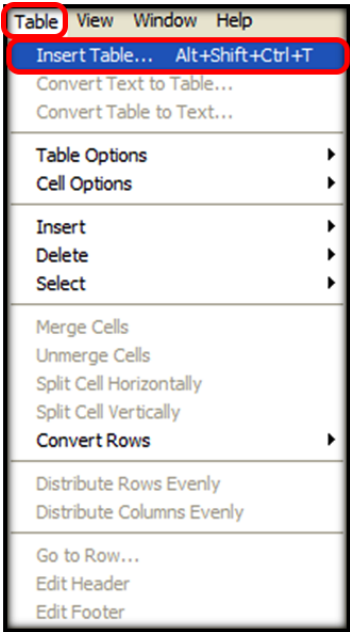 Table View Window Help
Insert Table... Alt+Shift+Ctrl+T
Convert Text to Table...
Convert Table to Text...
Table Options
Cell Options
Insert
Delete
Select
Merge Cells
Unmerge Cells
Split Cell Horizontally
Split Cell Vertically
Convert Rows
Distribute Rows Evenly
Distribute Columns Evenly
Go to Row...
Edit Header
Edit Footer